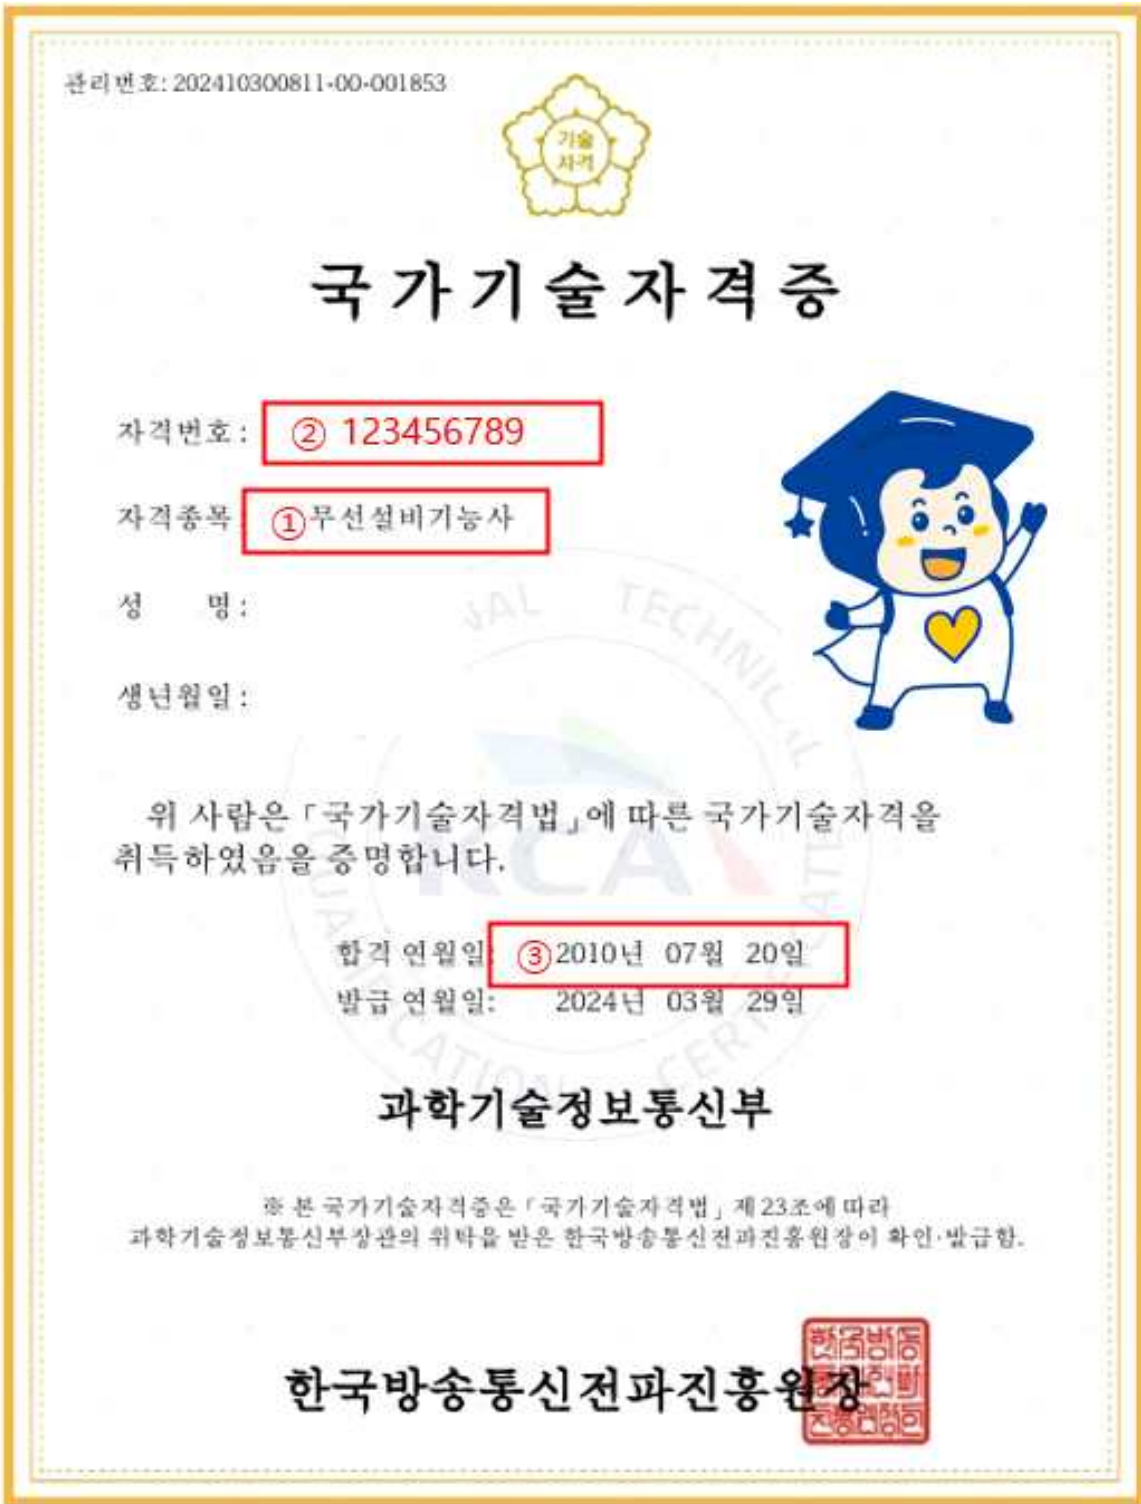 관리번호: 202410300811-00-001853
기술
자격
국가기술자격증
자격번호: ② 123456789
자격종목 ①무선설비기능사
성 명:
생년월일:
위 사람은「국가기술자격법」에 따른 국가기술자격을
취득하였음을 증명합니다.
합격 연월일: ③2010년 07월 20일
발급 연월일: 2024년 03월 29일
과학기술정보통신부
※ 본 국가기술자격증은「국가기술자격법」제 23조에 따라
과학기술정보통신부장관의 위탁을 받은 한국방송통신전파진흥원장이 확인·발급함.
한국방송통신전파진흥원장
TECHNICAL
KCA